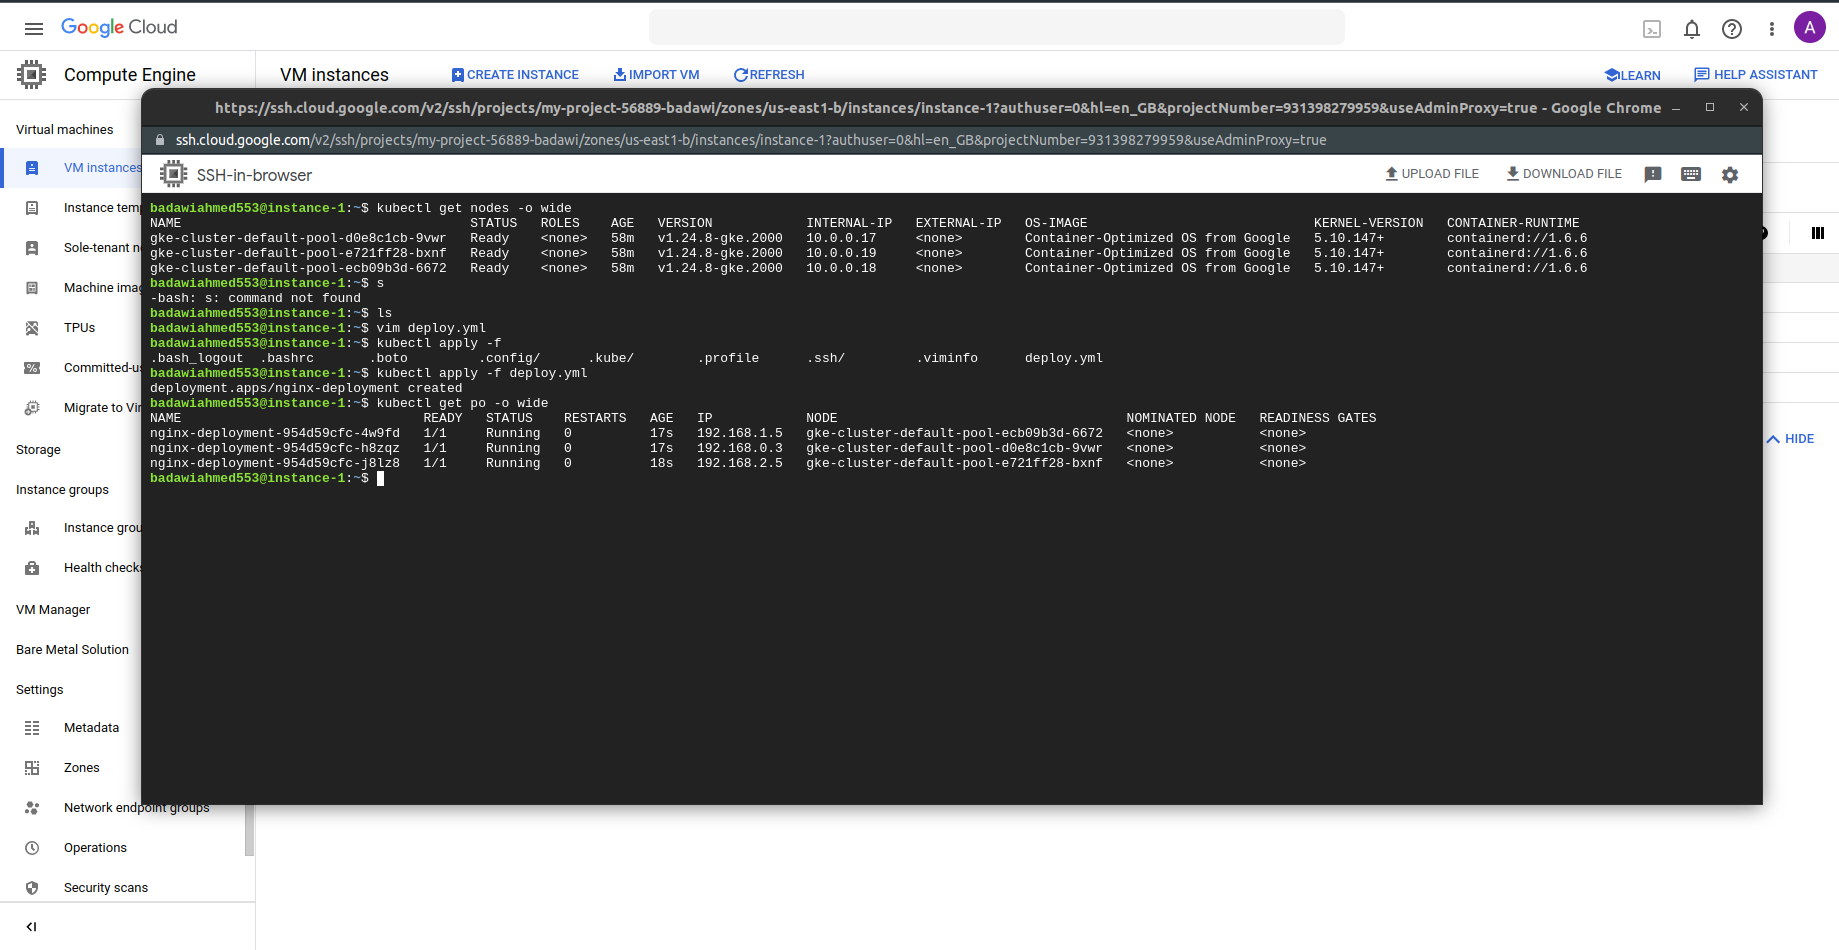 Google Cloud
A
Compute Engine
VM instances
CREATE INSTANCE
IMPORT VM
REFRESH
LEARN
HELP ASSISTANT
https://ssh.cloud.google.com/v2/ssh/projects/my-project-56889-badawi/zones/us-east1-b/instances/instance-1?authuser=0&hl=en_GB&projectNumber=931398279959&useAdminProxy=true - Google Chrome
ssh.cloud.google.com/v2/ssh/projects/my-project-56889-badawi/zones/us-east1-b/instances/instance-1?authuser=0&hl=en_GB&projectNumber=931398279959&useAdminProxy=true
SSH-in-browser
UPLOAD FILE
DOWNLOAD FILE
badawiahmed553@instance-1:~$ kubectl get nodes -o wide
NAME STATUS ROLES AGE VERSION INTERNAL-IP EXTERNAL-IP OS-IMAGE KERNEL-VERSION CONTAINER-RUNTIME
gke-cluster-default-pool-d0e8c1cb-9vwr Ready <none> 58m v1.24.8-gke.2000 10.0.0.17 <none> Container-Optimized OS from Google 5.10.147+ containerd://1.6.6
gke-cluster-default-pool-e721ff28-bxnf Ready <none> 58m v1.24.8-gke.2000 10.0.0.19 <none> Container-Optimized OS from Google 5.10.147+ containerd://1.6.6
gke-cluster-default-pool-ecb09b3d-6672 Ready <none> 58m v1.24.8-gke.2000 10.0.0.18 <none> Container-Optimized OS from Google 5.10.147+ containerd://1.6.6
badawiahmed553@instance-1:~$ s
-bash: s: command not found
badawiahmed553@instance-1:~$ ls
badawiahmed553@instance-1:~$ vim deploy.yml
badawiahmed553@instance-1:~$ kubectl apply -f
.bash_logout .bashrc .boto .config/ .kube/ .profile .ssh/ .viminfo deploy.yml
badawiahmed553@instance-1:~$ kubectl apply -f deploy.yml
deployment.apps/nginx-deployment created
badawiahmed553@instance-1:~$ kubectl get po -o wide
NAME READY STATUS RESTARTS AGE IP NODE NOMINATED NODE READINESS GATES
nginx-deployment-954d59cfc-4w9fd 1/1 Running 0 17s 192.168.1.5 gke-cluster-default-pool-ecb09b3d-6672 <none> <none>
nginx-deployment-954d59cfc-h8zqz 1/1 Running 0 17s 192.168.0.3 gke-cluster-default-pool-d0e8c1cb-9vwr <none> <none>
nginx-deployment-954d59cfc-j8lz8 1/1 Running 0 18s 192.168.2.5 gke-cluster-default-pool-e721ff28-bxnf <none> <none>
badawiahmed553@instance-1:~$
HIDE
Virtual machines
VM instances
Instance tem
Sole-tenant n
Machine imag
TPUs
Committed-u
Migrate to Vir
Storage
Instance groups
Instance grou
Health checks
VM Manager
Bare Metal Solution
Settings
Metadata
Zones
Network endpoint groups
Operations
Security scans